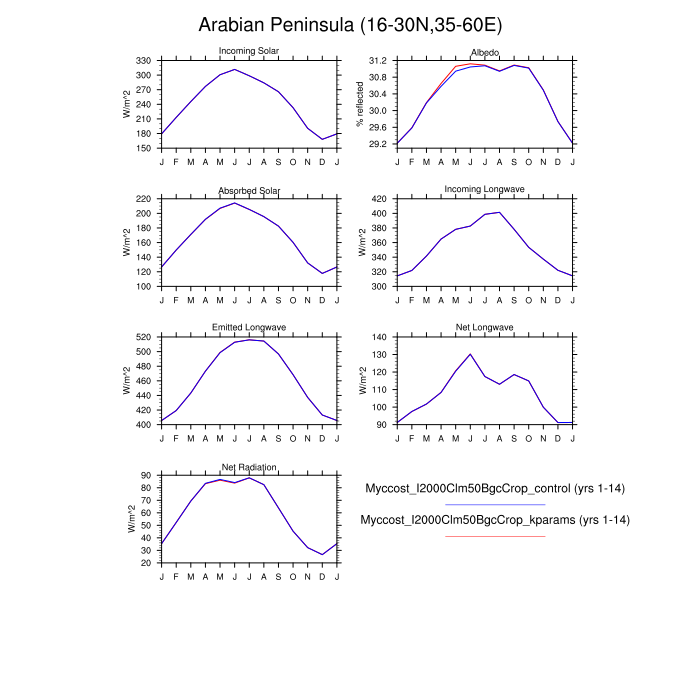 Arabian Peninsula (16-30N,35-60E)
Incoming Solar
W/m^2
330
300
270
240
210
180
150
J F M A M J J A S O N D J
Albedo
% reflected
31.2
30.8
30.4
30.0
29.6
29.2
J F M A M J J A S O N D J
Absorbed Solar
W/m^2
220
200
180
160
140
120
100
J F M A M J J A S O N D J
Incoming Longwave
W/m^2
420
400
380
360
340
320
300
J F M A M J J A S O N D J
Emitted Longwave
W/m^2
520
500
480
460
440
420
400
J F M A M J J A S O N D J
Net Longwave
W/m^2
140
130
120
110
100
90
J F M A M J J A S O N D J
Net Radiation
W/m^2
90
80
70
60
50
40
30
20
J F M A M J J A S O N D J
Myccost_I2000Clm50BgcCrop_control (yrs 1-14)
Myccost_I2000Clm50BgcCrop_kparams (yrs 1-14)